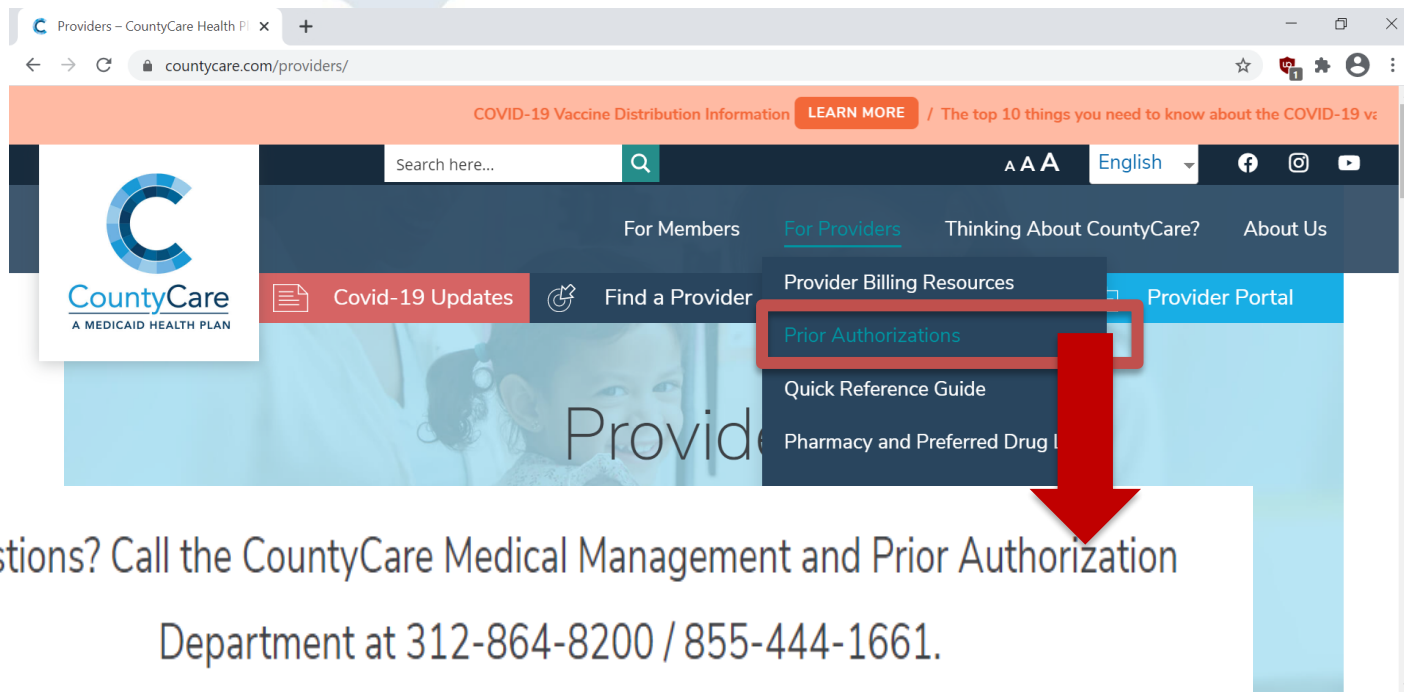 Providers – CountyCare Health Pl
countycare.com/providers/
1
COVID-19 Vaccine Distribution Information LEARN MORE / The top 10 things you need to know about the COVID-19 va
Search here... A A A English
For Members For Providers Thinking About CountyCare? About Us
CountyCare
A MEDICAID HEALTH PLAN
Covid-19 Updates Find a Provider Provider Portal
Provider Billing Resources
Prior Authorizations
Quick Reference Guide
Pharmacy and Preferred Drug L
Provide
stions? Call the CountyCare Medical Management and Prior Authorization
Department at 312-864-8200 / 855-444-1661.